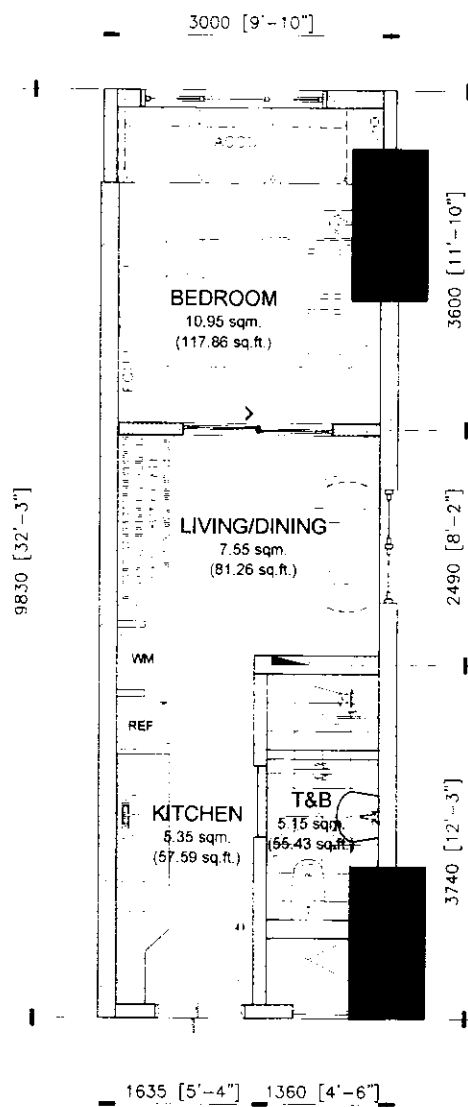 3000 [9'-10"]
ACCU
BEDROOM
10.95 sqm.
(117.86 sq.ft.)
3600 [11'-10"]
LIVING/DINING
7.55 sqm.
(81.26 sq.ft.)
9830 [32'-3"]
2490 [8'-2"]
WM
REF
KITCHEN
5.35 sqm.
(57.59 sq.ft.)
T&B
5.15 sqm.
(55.43 sq.ft.)
3740 [12'-3"]
1635 [5'-4"]
1360 [4'-6"]